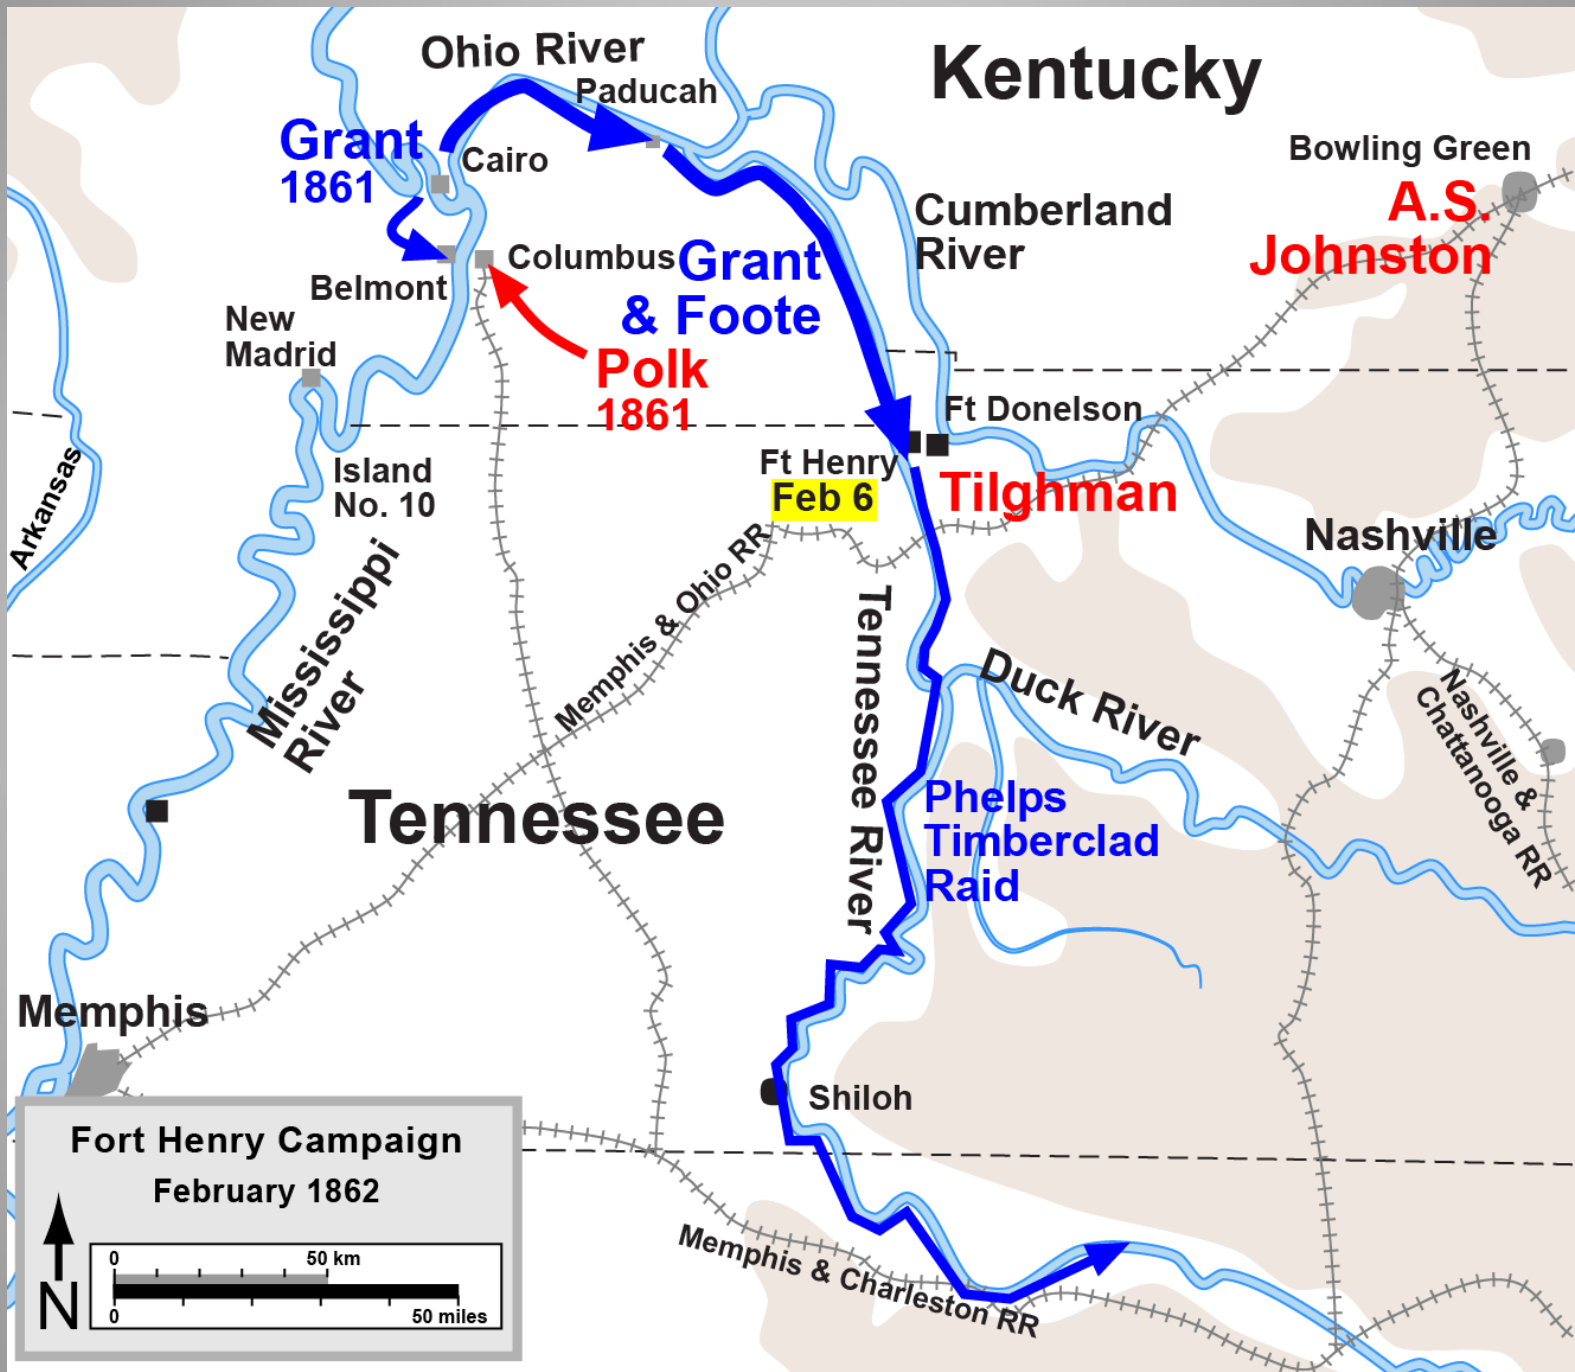 Ohio River
Kentucky
Paducah
Grant
1861
Cairo
Bowling Green
A.S.
Johnston
Cumberland
River
Columbus
Grant
& Foote
Belmont
New
Madrid
Polk
1861
Ft Donelson
Island
No. 10
Ft Henry
Feb 6
Tilghman
Arkansas
Nashville
Mississippi
River
Memphis & Ohio RR
Tennessee River
Duck River
Nashville &
Chattanooga RR
Tennessee
Phelps
Timberclad
Raid
Memphis
Shiloh
Fort Henry Campaign
February 1862
0
50 km
N
0
50 miles
Memphis & Charleston RR